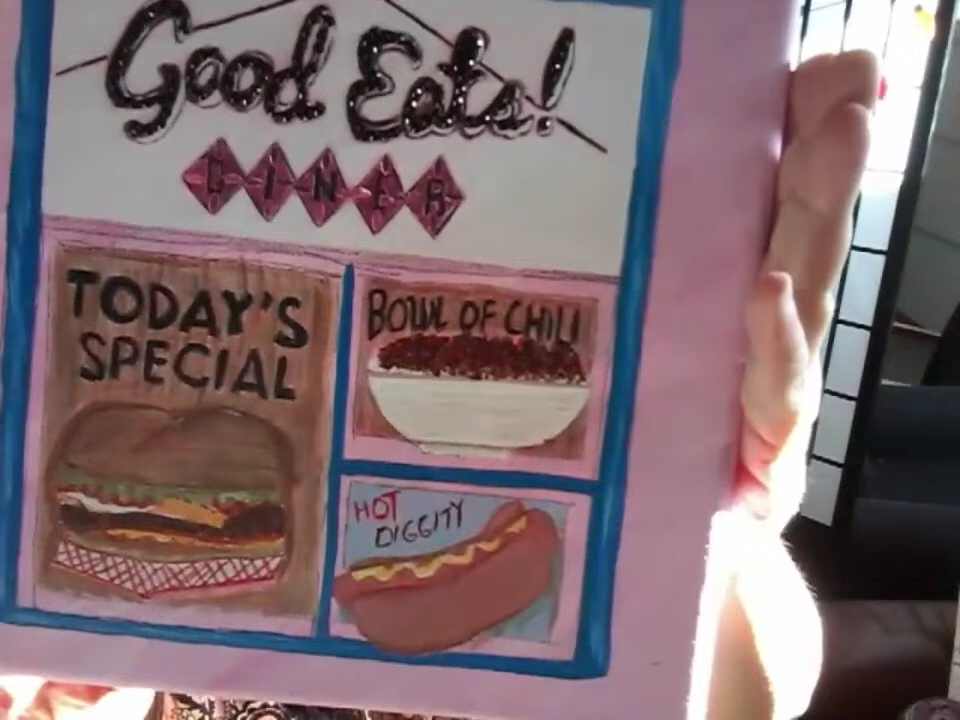 Good Eats!
DINER
TODAY'S
SPECIAL
BOWL OF CHILI
HOT
DIGGITY